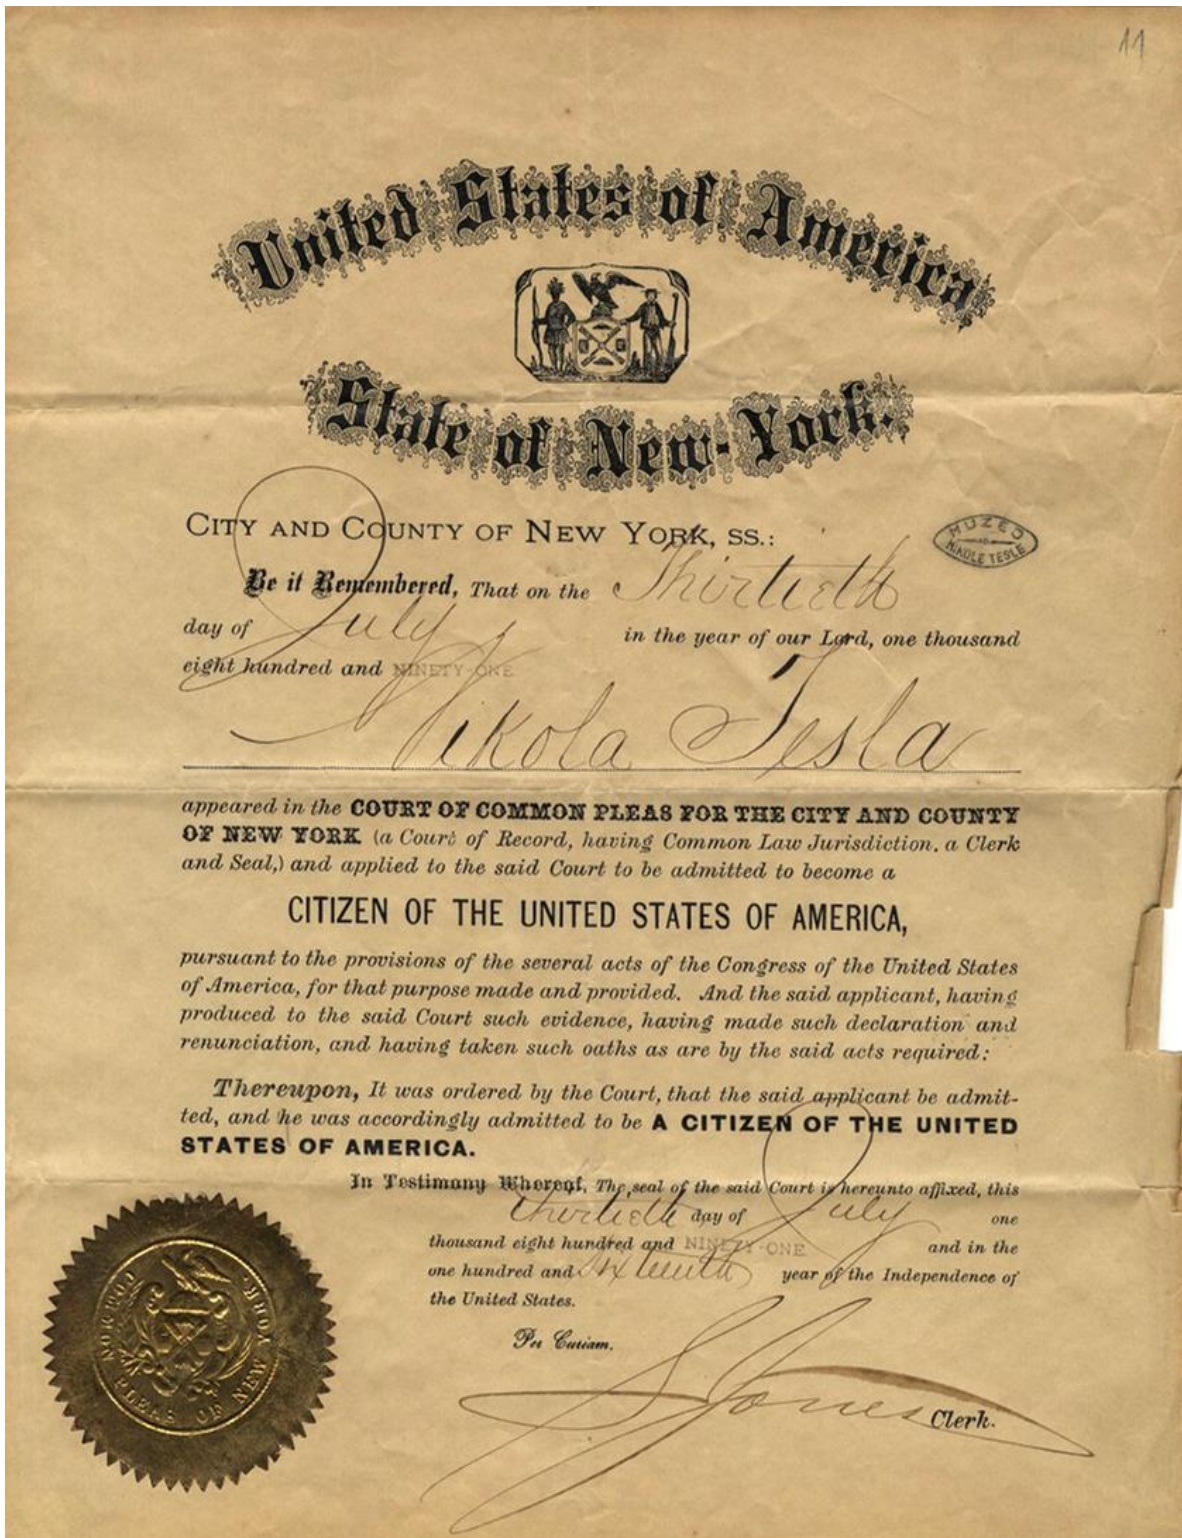 11
United States of America
State of New-York.
CITY AND COUNTY OF NEW YORK, SS.:
MUZEJ
NIKOLE TESLE
Be it Remembered, That on the Thirtieth
day of July in the year of our Lord, one thousand
eight hundred and NINETY-ONE
Nikola Tesla
appeared in the COURT OF COMMON PLEAS FOR THE CITY AND COUNTY
OF NEW YORK (a Court of Record, having Common Law Jurisdiction, a Clerk
and Seal,) and applied to the said Court to be admitted to become a
CITIZEN OF THE UNITED STATES OF AMERICA,
pursuant to the provisions of the several acts of the Congress of the United States
of America, for that purpose made and provided. And the said applicant, having
produced to the said Court such evidence, having made such declaration and
renunciation, and having taken such oaths as are by the said acts required:
Thereupon, It was ordered by the Court, that the said applicant be admit-
ted, and he was accordingly admitted to be A CITIZEN OF THE UNITED
STATES OF AMERICA.
In Testimony Whereof, The seal of the said Court is hereunto affixed, this
thirtieth day of July one
thousand eight hundred and NINETY-ONE and in the
one hundred and Sixteenth year of the Independence of
the United States.
Per Curiam.
S Jones Clerk.
COMMON PLEAS OF NEW YORK